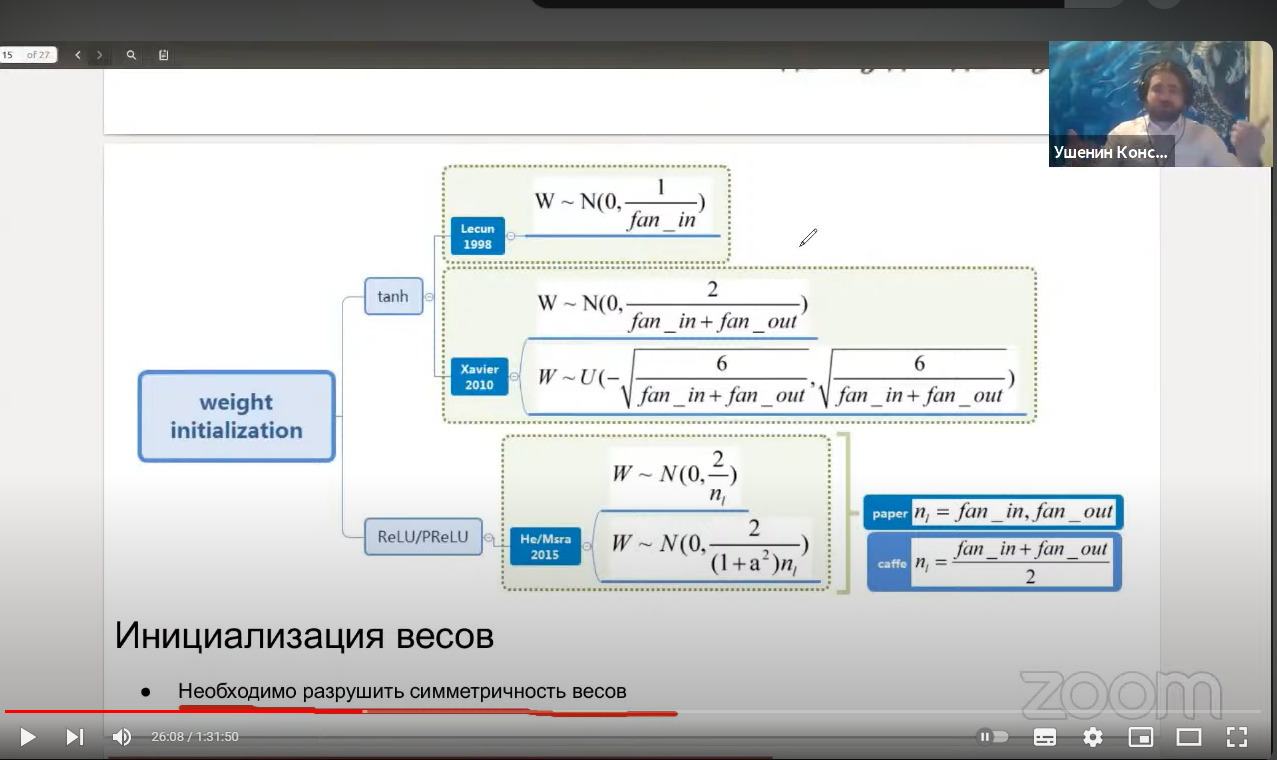 15 of 27
Ушенин Конс...
W ~ N(0, 1/fan_in)
Lecun
1998
tanh
W ~ N(0, 2/(fan_in + fan_out))
Xavier
2010
W ~ U(-√(6/(fan_in + fan_out)), √(6/(fan_in + fan_out)))
weight
initialization
W ~ N(0, 2/n_l)
ReLU/PReLU
He/Msra
2015
W ~ N(0, 2/((1+a²)n_l))
paper n_l = fan_in, fan_out
caffe n_l = (fan_in + fan_out)/2
Инициализация весов
● Необходимо разрушить симметричность весов
zoom
26:08 / 1:31:50